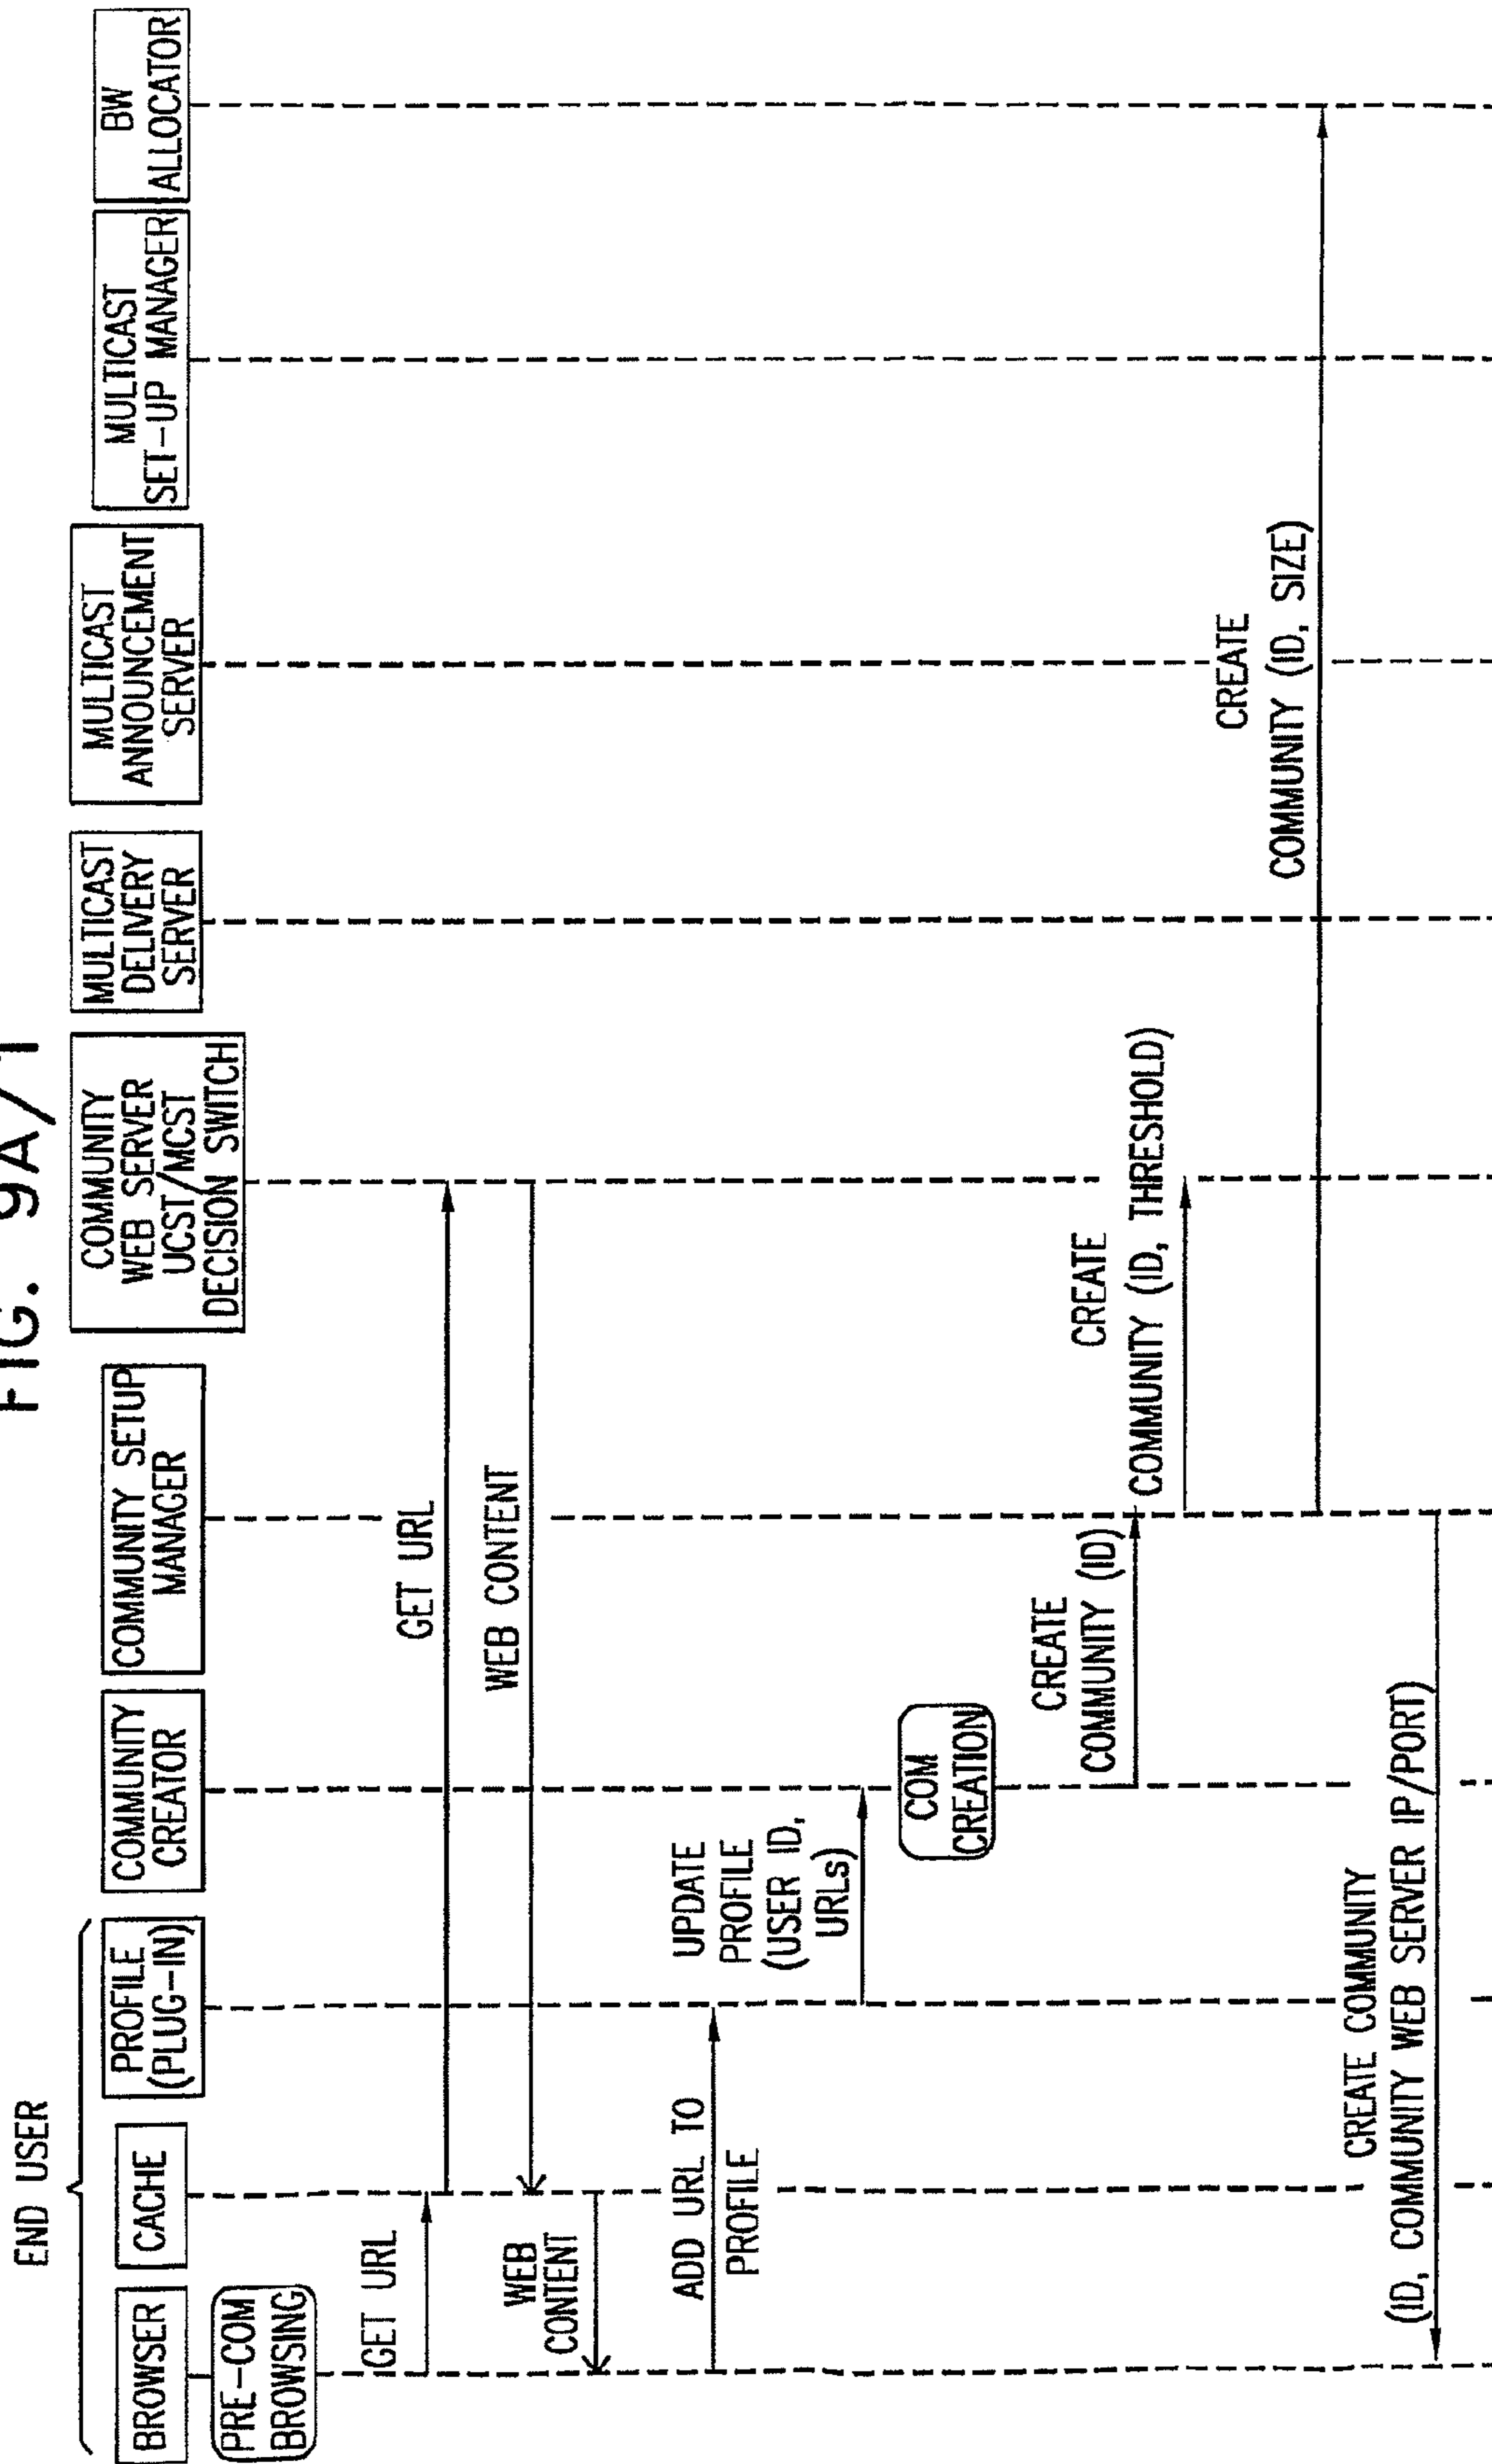 FIG. 9A/1
END USER
BROWSER
CACHE
PROFILE
(PLUG-IN)
COMMUNITY
CREATOR
COMMUNITY SETUP
MANAGER
COMMUNITY
WEB SERVER
UCST/MCST
DECISION SWITCH
MULTICAST
DELIVERY
SERVER
MULTICAST
ANNOUNCEMENT
SERVER
MULTICAST
SET-UP MANAGER
BW
ALLOCATOR
PRE-COM
BROWSING
GET URL
GET URL
WEB CONTENT
WEB
CONTENT
ADD URL TO
PROFILE
UPDATE
PROFILE
(USER ID,
URLs)
COM
CREATION
CREATE
COMMUNITY (ID)
CREATE
COMMUNITY (ID, THRESHOLD)
CREATE
COMMUNITY (ID, SIZE)
CREATE COMMUNITY
(ID, COMMUNITY WEB SERVER IP/PORT)